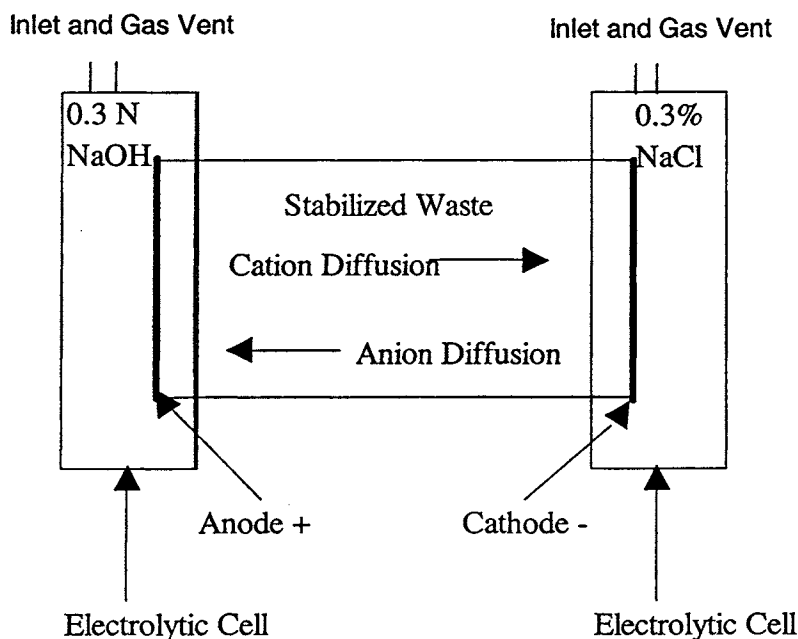 Inlet and Gas Vent
Inlet and Gas Vent
0.3 N
NaOH
0.3%
NaCl
Stabilized Waste
Cation Diffusion
Anion Diffusion
Anode +
Cathode -
Electrolytic Cell
Electrolytic Cell